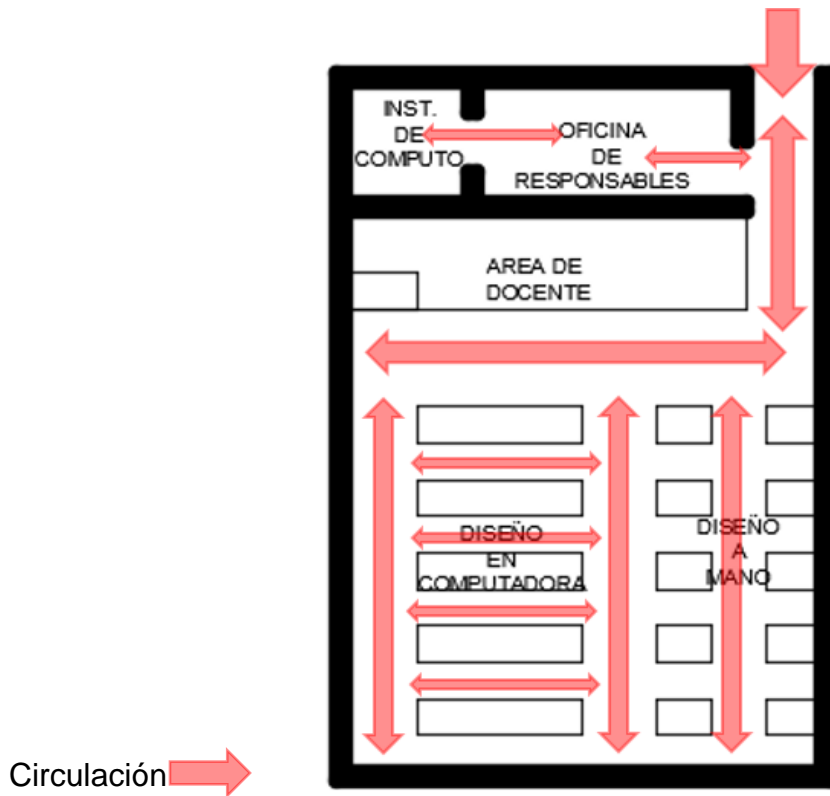 INST.
DE
COMPUTO
OFICINA
DE
RESPONSABLES
AREA DE
DOCENTE
DISEÑO
EN
COMPUTADORA
DISEÑO
A
MANO
Circulación